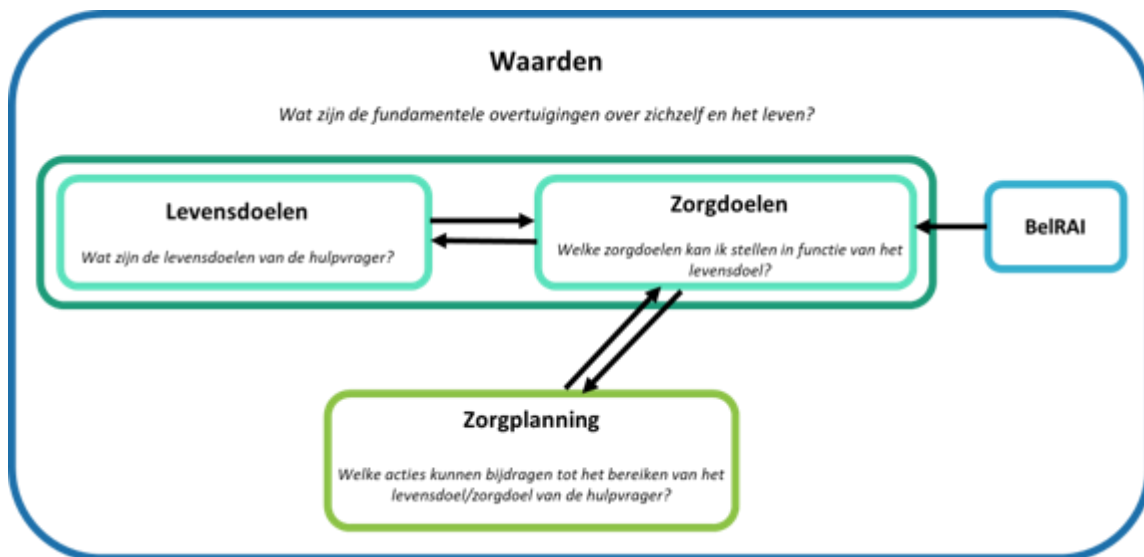 Waarden
Wat zijn de fundamentele overtuigingen over zichzelf en het leven?
Levensdoelen
Wat zijn de levensdoelen van de hulpvrager?
Zorgdoelen
Welke zorgdoelen kan ik stellen in functie van het
levensdoel?
BelRAI
Zorgplanning
Welke acties kunnen bijdragen tot het bereiken van het
levensdoel/zorgdoel van de hulpvrager?